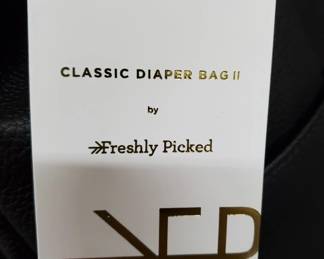 CLASSIC DIAPER BAG II
by
Freshly Picked